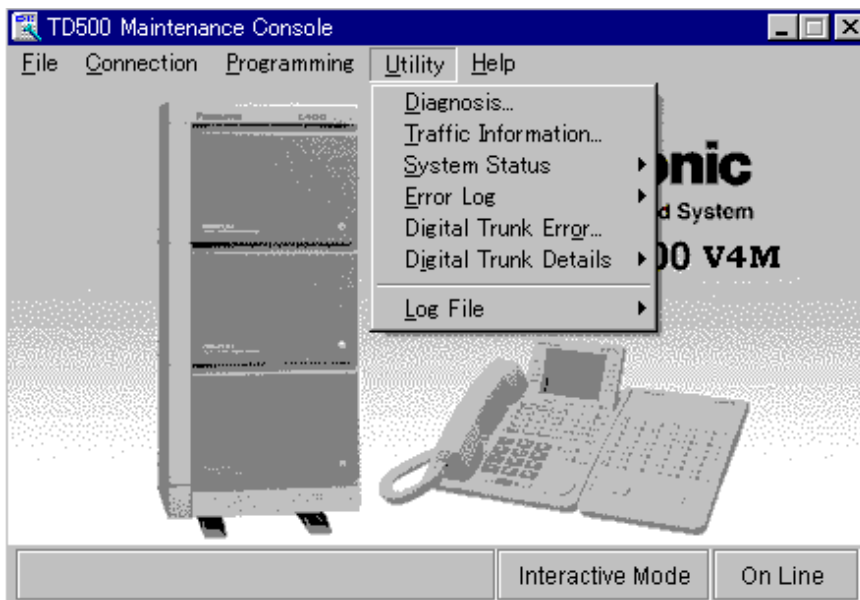 TD500 Maintenance Console
File Connection Programming Utility Help
Diagnosis...
Traffic Information...
System Status
Error Log
Digital Trunk Error...
Digital Trunk Details
Log File
Panasonic
onic
d System
00 V4M
Interactive Mode
On Line